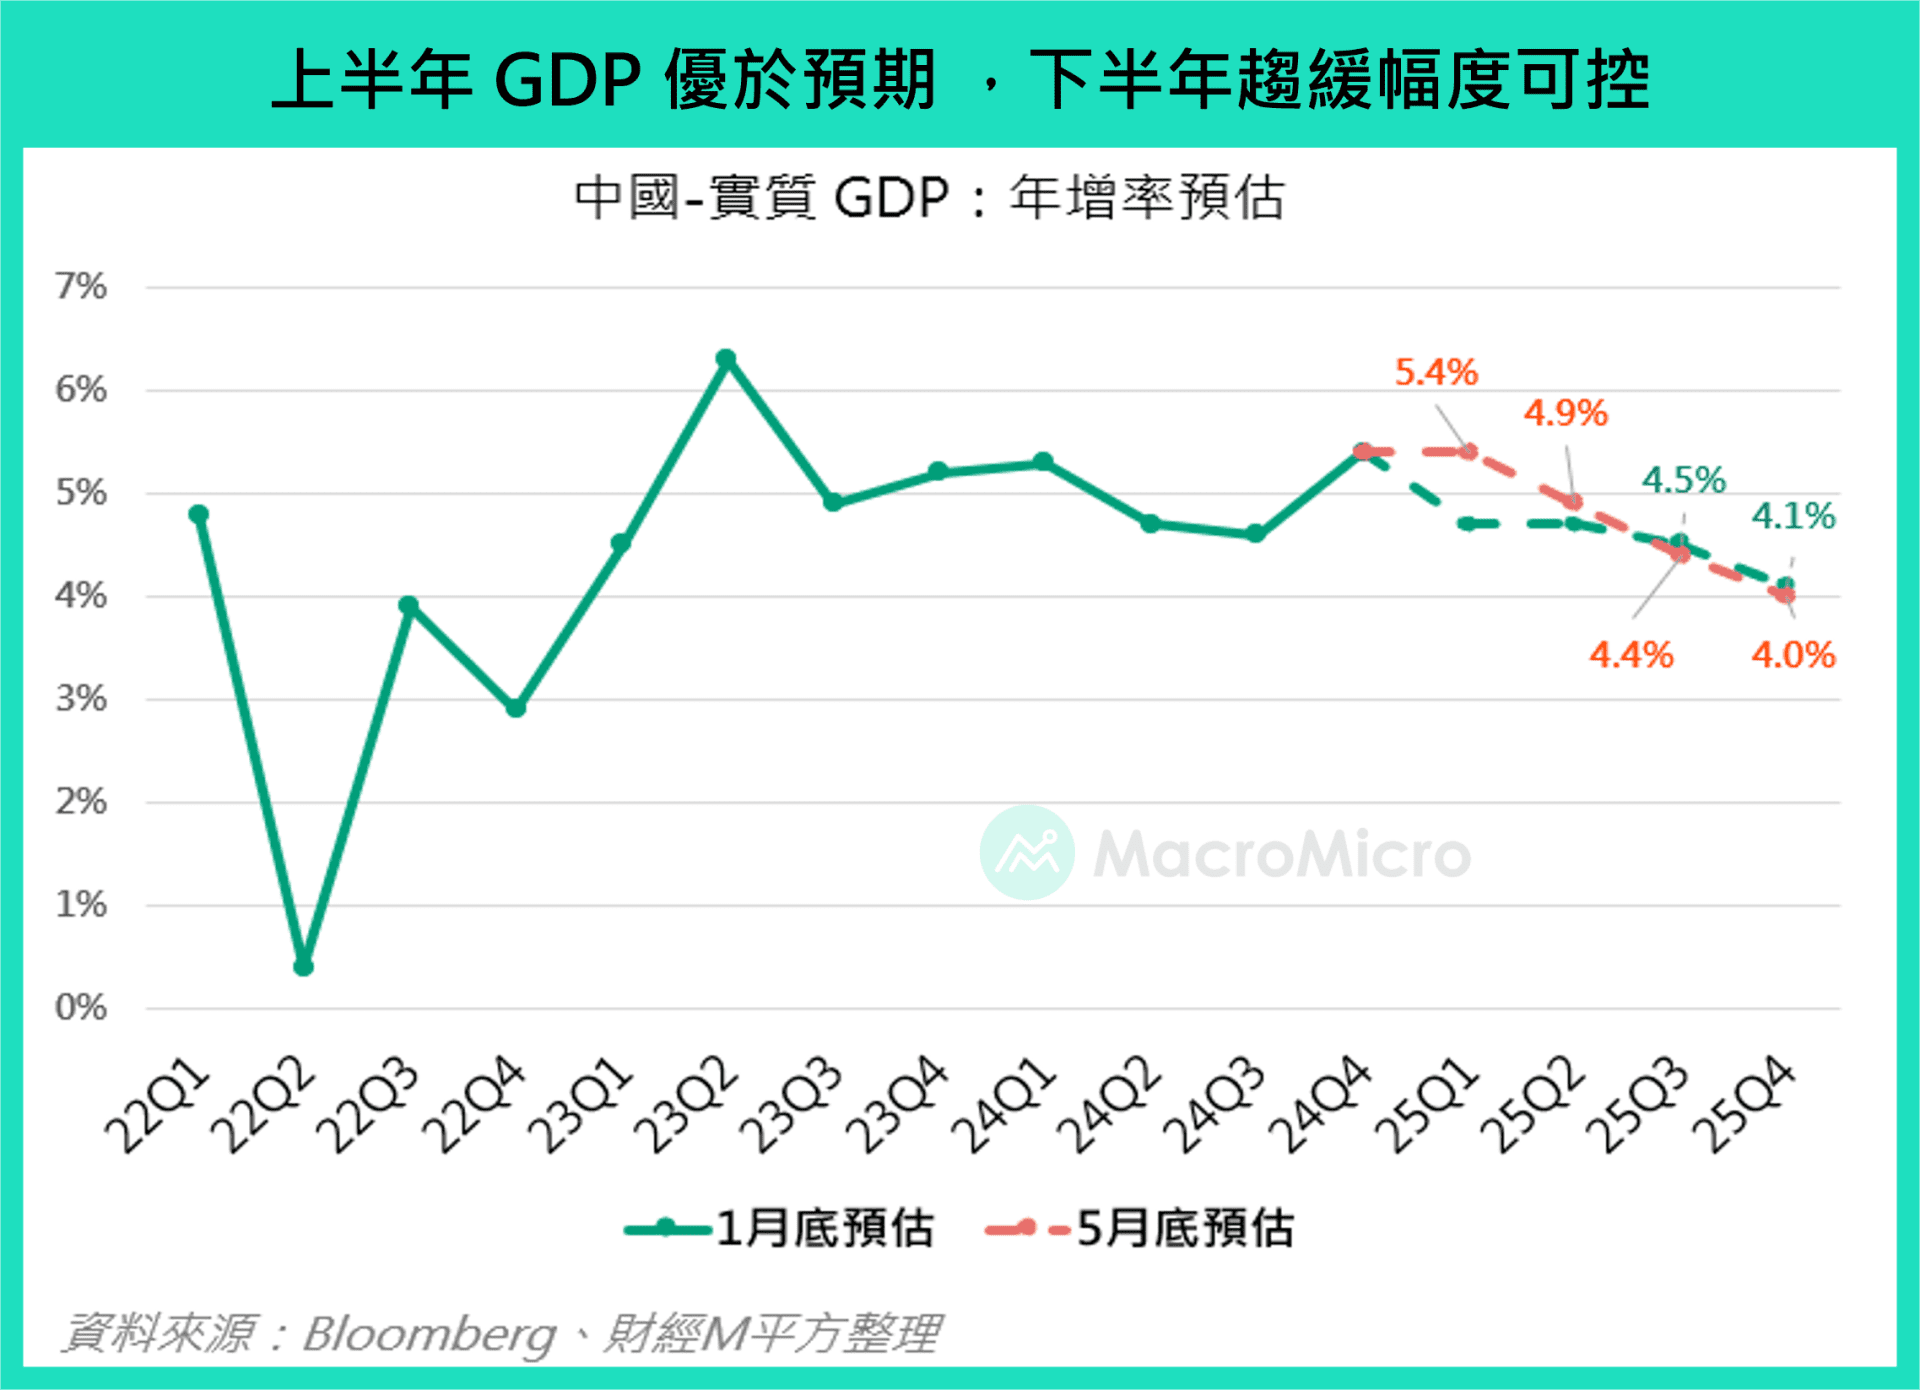 上半年 GDP 優於預期 ，下半年趨緩幅度可控
中國-實質 GDP：年增率預估
7%
6%
5%
4%
3%
2%
1%
0%
5.4%
4.9%
4.5%
4.1%
4.4%
4.0%
MacroMicro
22Q1
22Q2
22Q3
22Q4
23Q1
23Q2
23Q3
23Q4
24Q1
24Q2
24Q3
24Q4
25Q1
25Q2
25Q3
25Q4
1月底預估
5月底預估
資料來源：Bloomberg、財經M平方整理